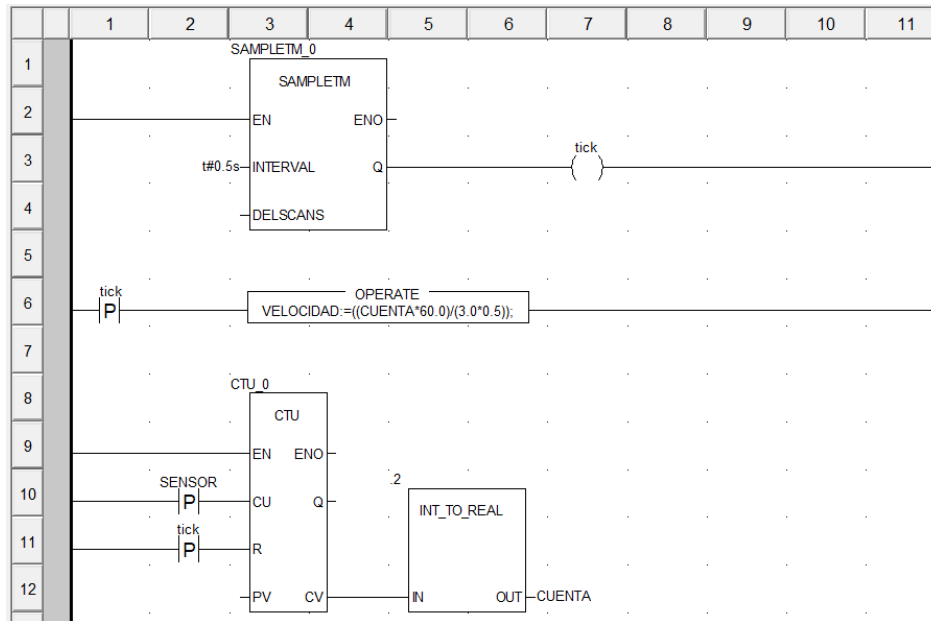 1 2 3 4 5 6 7 8 9 10 11
1
SAMPLETM_0
SAMPLETM
2
EN ENO
3
t#0.5s INTERVAL Q
tick
( )
4
DELSCANS
5
6
tick
P
OPERATE
VELOCIDAD:=((CUENTA*60.0)/(3.0*0.5));
7
8
CTU_0
CTU
9
EN ENO
10
SENSOR
P
CU Q
.2
INT_TO_REAL
11
tick
P
R
12
PV CV
IN OUT CUENTA